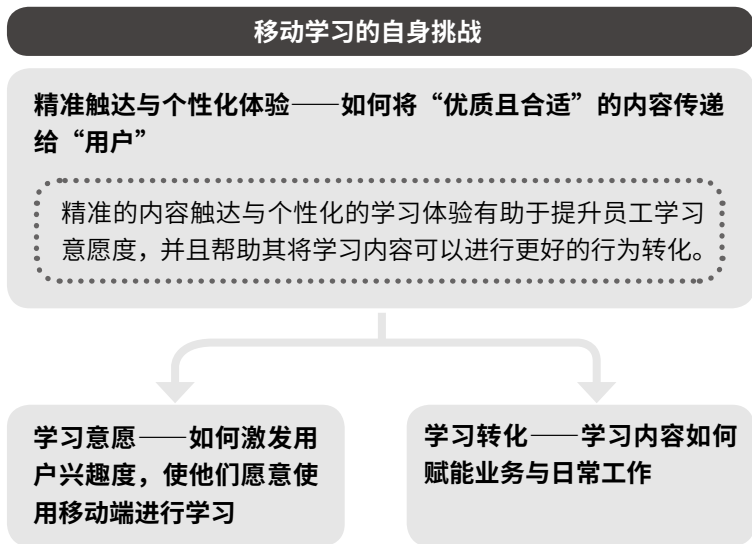 移动学习的自身挑战
精准触达与个性化体验——如何将“优质且合适”的内容传递
给“用户”
精准的内容触达与个性化的学习体验有助于提升员工学习
意愿度，并且帮助其将学习内容可以进行更好的行为转化。
学习意愿——如何激发用
户兴趣度，使他们愿意使
用移动端进行学习
学习转化——学习内容如何
赋能业务与日常工作